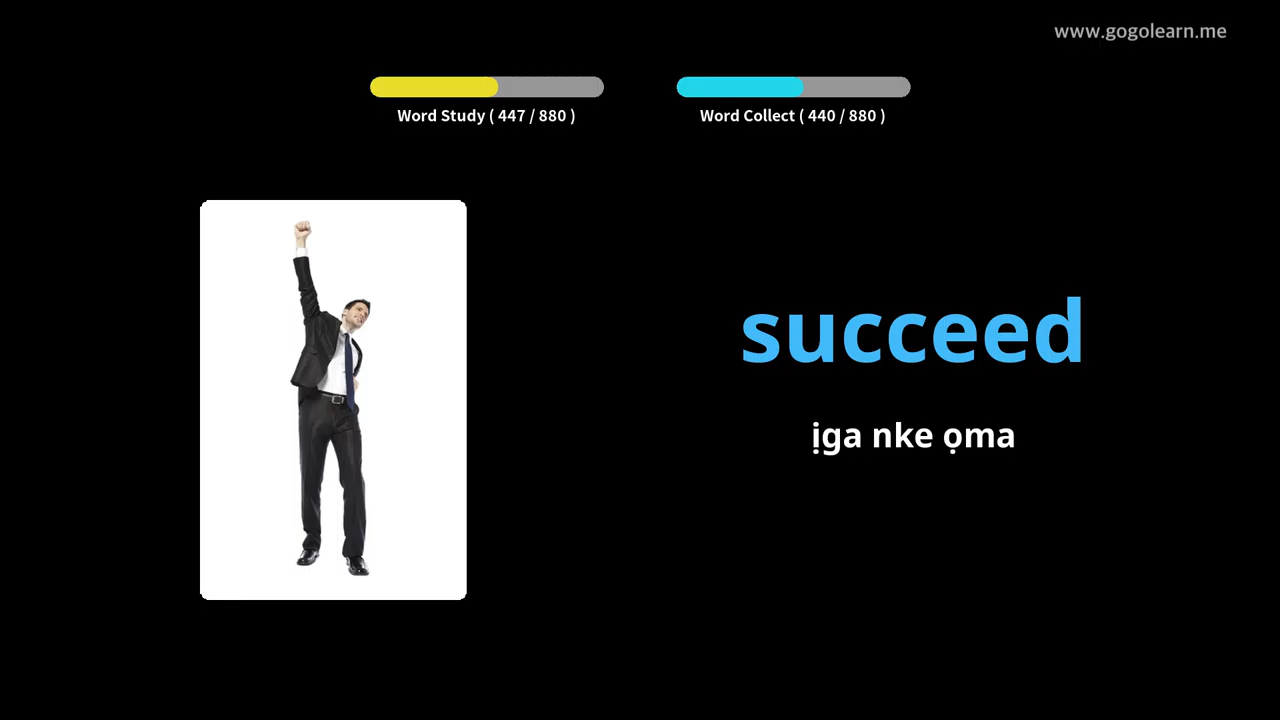 www.gogolearn.me
Word Study ( 447 / 880 )
Word Collect ( 440 / 880 )
succeed
ịga nke ọma